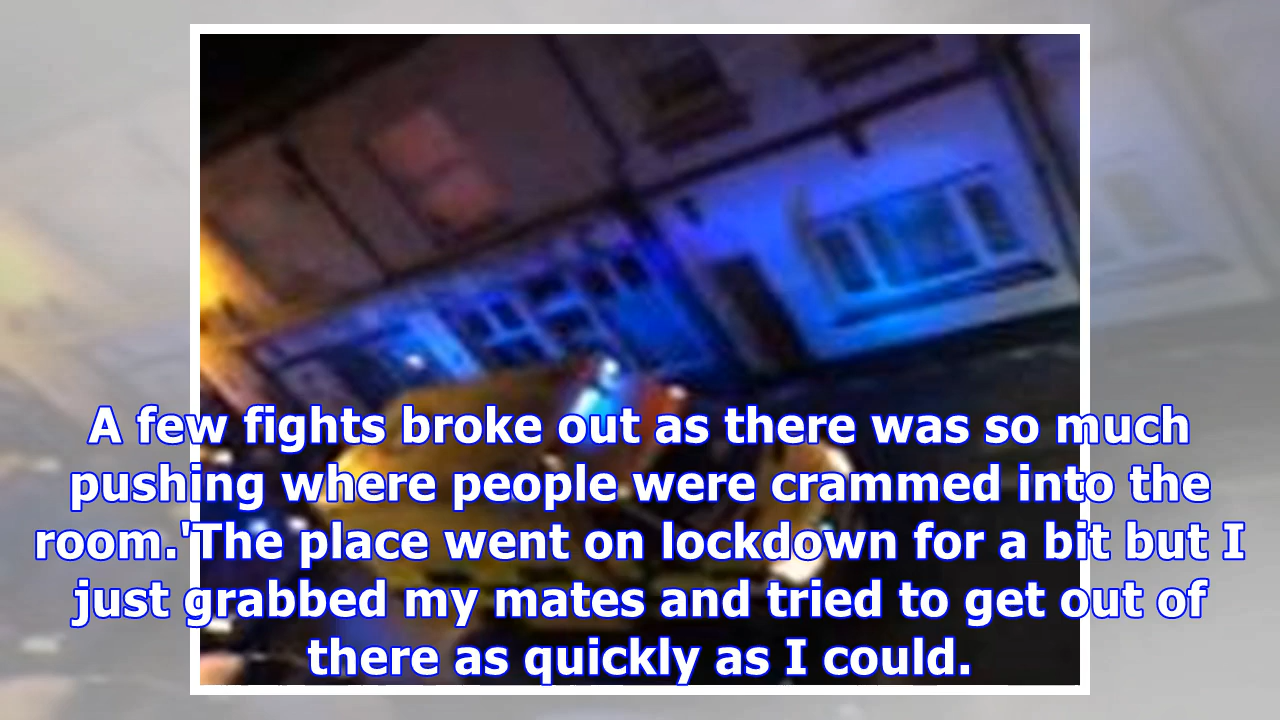 A few fights broke out as there was so much
pushing where people were crammed into the
room.'The place went on lockdown for a bit but I
just grabbed my mates and tried to get out of
there as quickly as I could.